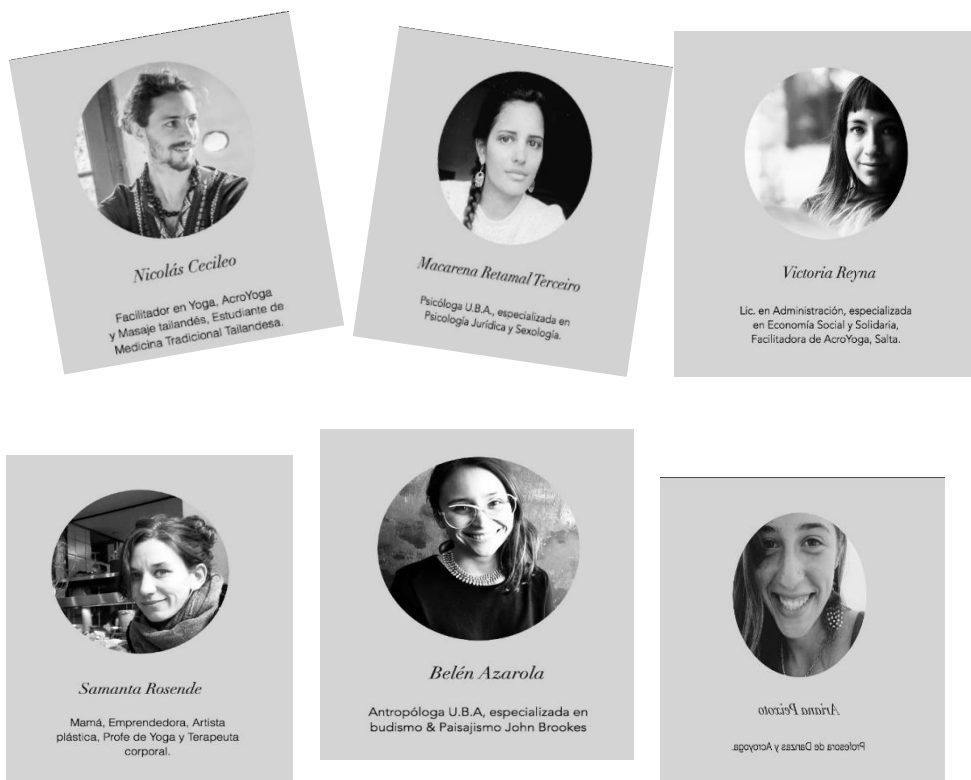 Nicolás Cecileo
Facilitador en Yoga, AcroYoga
y Masaje tailandés, Estudiante de
Medicina Tradicional Tailandesa.
Macarena Retamal Terceiro
Psicóloga U.B.A., especializada en
Psicología Jurídica y Sexología.
Victoria Reyna
Lic. en Administración, especializada
en Economía Social y Solidaria,
Facilitadora de AcroYoga, Salta.
Samanta Rosende
Mamá, Emprendedora, Artista
plástica, Profe de Yoga y Terapeuta
corporal.
Belén Azarola
Antropóloga U.B.A, especializada en
budismo & Paisajismo John Brookes
Ariana Peixoto
Profesora de Danzas y Acroyoga.